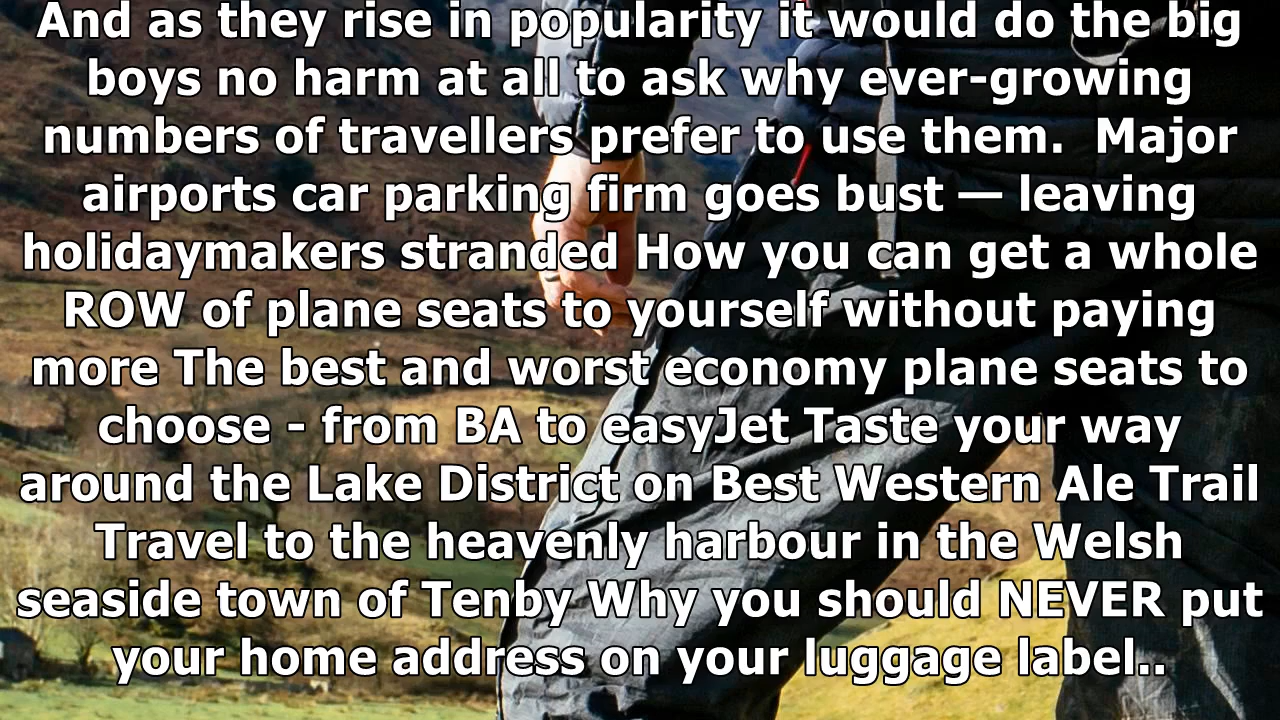 And as they rise in popularity it would do the big
boys no harm at all to ask why ever-growing
numbers of travellers prefer to use them.  Major
airports car parking firm goes bust — leaving
holidaymakers stranded How you can get a whole
ROW of plane seats to yourself without paying
more The best and worst economy plane seats to
choose - from BA to easyJet Taste your way
around the Lake District on Best Western Ale Trail
Travel to the heavenly harbour in the Welsh
seaside town of Tenby Why you should NEVER put
your home address on your luggage label..